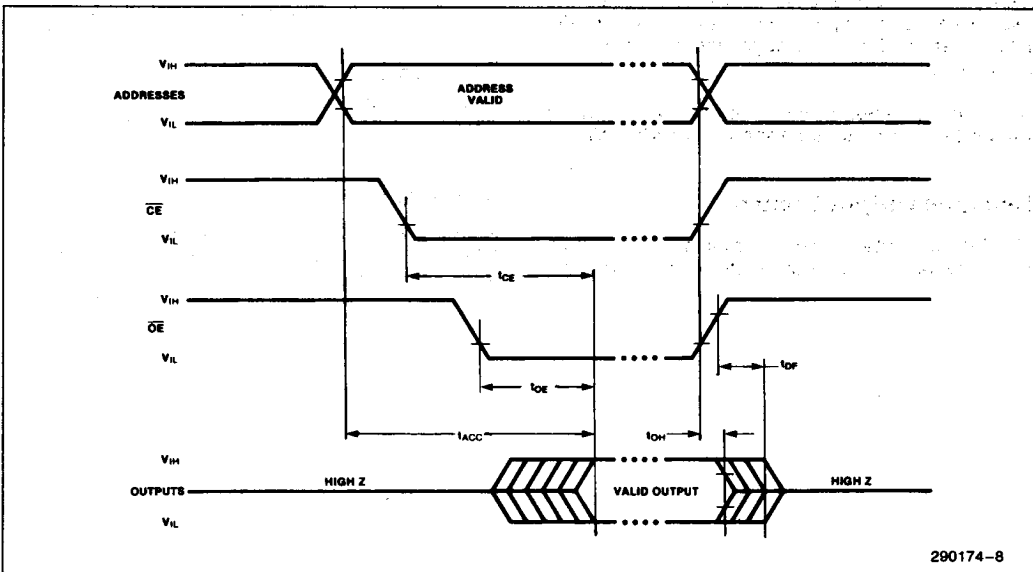 VIH
ADDRESSES
VIL
ADDRESS
VALID
VIH
CE
VIL
tCE
VIH
OE
VIL
tOE
tDF
tACC
tOH
VIH
OUTPUTS
VIL
HIGH Z
VALID OUTPUT
HIGH Z
290174-8